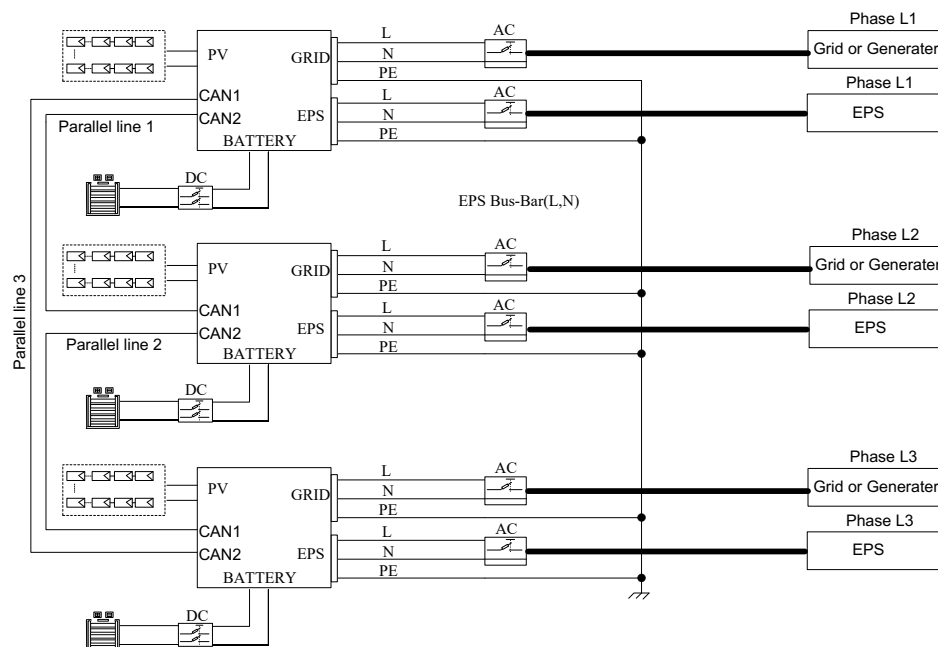 Phase L1
L
AC
PV
GRID
N
Grid or Generater
PE
Phase L1
CAN1
L
AC
CAN2
EPS
N
EPS
Parallel line 1
PE
BATTERY
DC
EPS Bus-Bar(L,N)
Phase L2
L
AC
PV
GRID
N
Grid or Generater
PE
Phase L2
CAN1
L
AC
CAN2
EPS
N
EPS
Parallel line 2
BATTERY
PE
Parallel line 3
DC
Phase L3
L
AC
PV
GRID
N
Grid or Generater
PE
Phase L3
CAN1
L
AC
CAN2
EPS
N
EPS
BATTERY
PE
DC